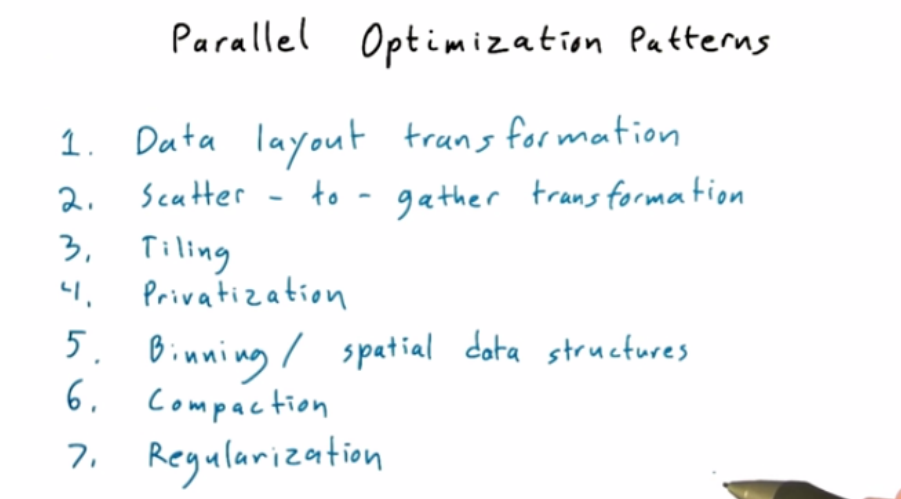 Parallel Optimization Patterns
1. Data layout transformation
2. Scatter - to - gather transformation
3. Tiling
4. Privatization
5. Binning / spatial data structures
6. Compaction
7. Regularization